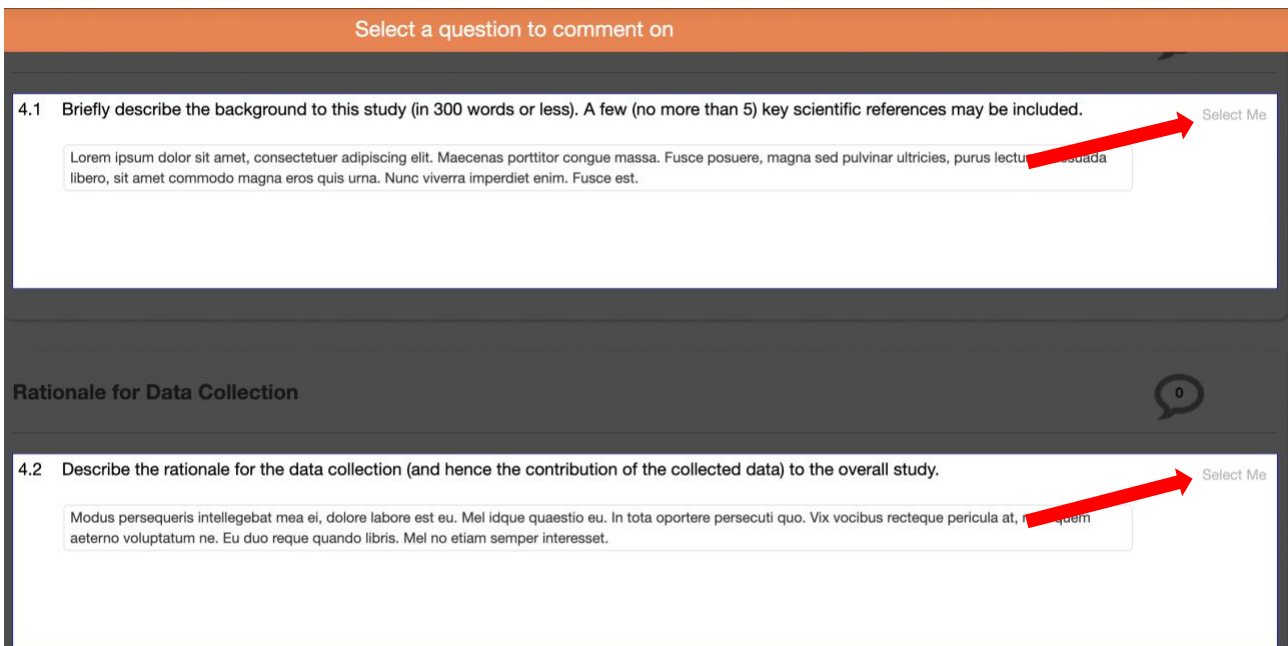 Select a question to comment on
4.1 Briefly describe the background to this study (in 300 words or less). A few (no more than 5) key scientific references may be included.
Select Me
Lorem ipsum dolor sit amet, consectetuer adipiscing elit. Maecenas porttitor congue massa. Fusce posuere, magna sed pulvinar ultricies, purus
libero, sit amet commodo magna eros quis urna. Nunc viverra imperdiet enim. Fusce est.
Rationale for Data Collection
0
4.2 Describe the rationale for the data collection (and hence the contribution of the collected data) to the overall study.
Select Me
Modus persequeris intellegebat mea ei, dolore labore est eu. Mel idque quaestio eu. In tota oportere persecuti quo. Vix vocibus recteque pericula at,
aeterno voluptatum ne. Eu duo reque quando libris. Mel no etiam semper interesset.